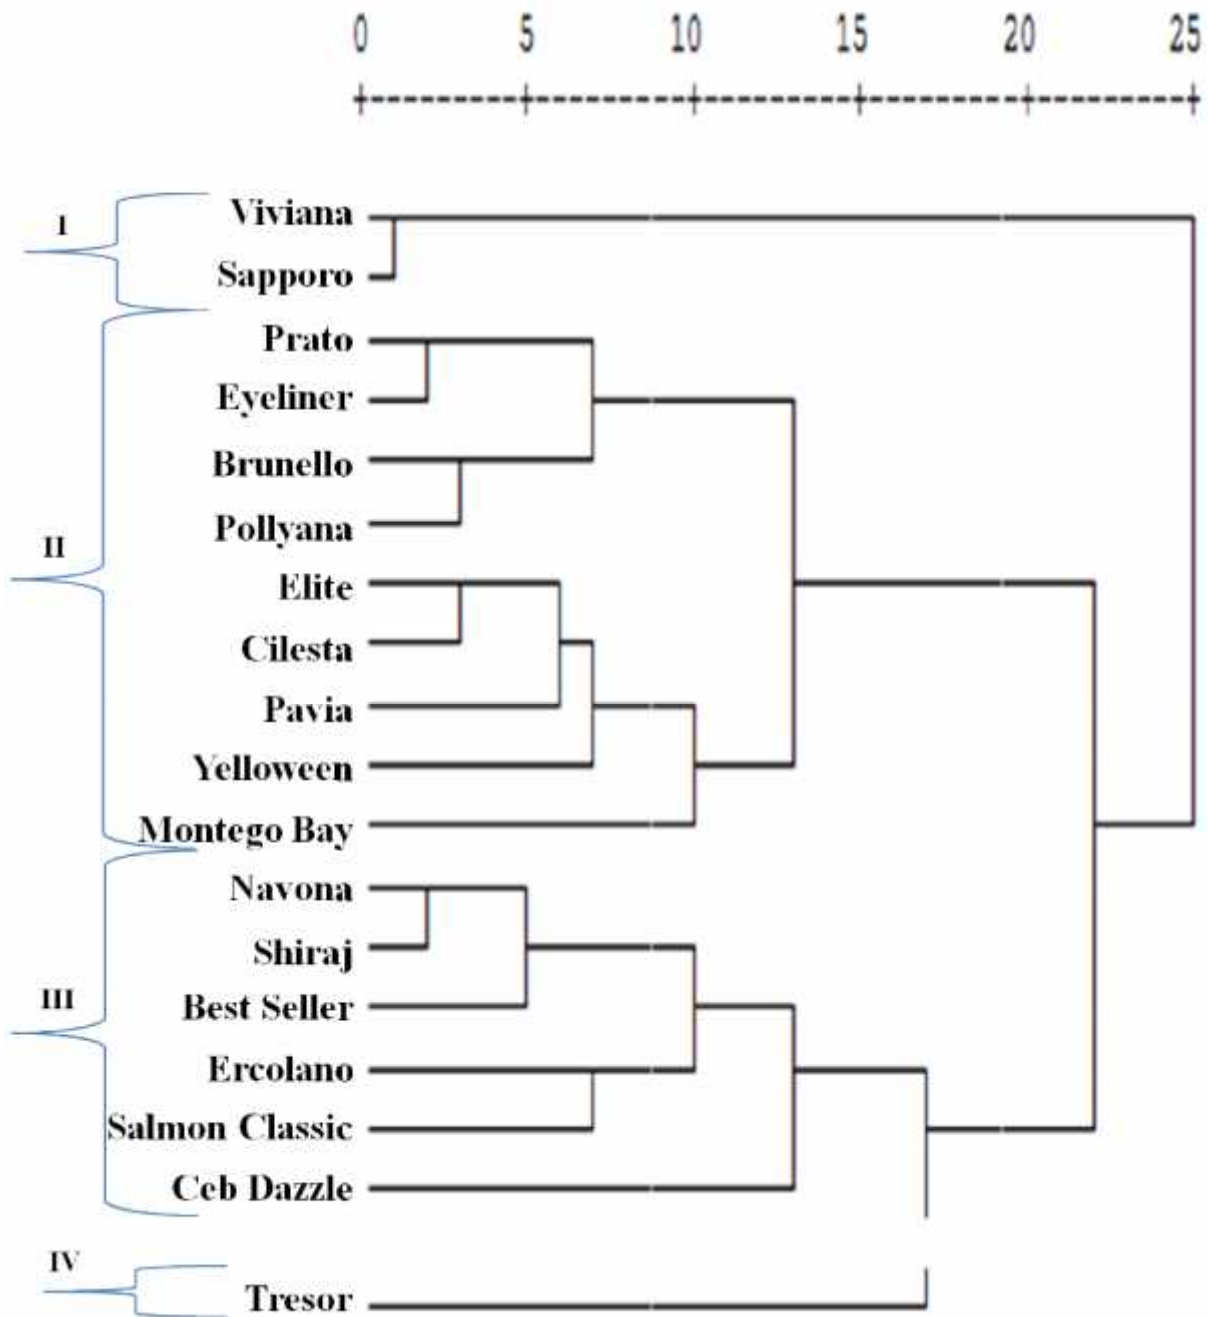 0 5 10 15 20 25
I
Viviana
Sapporo
Prato
Eyeliner
Brunello
Pollyana
II
Elite
Cilesta
Pavia
Yelloween
Montego Bay
Navona
Shiraj
III
Best Seller
Ercolano
Salmon Classic
Ceb Dazzle
IV
Tresor